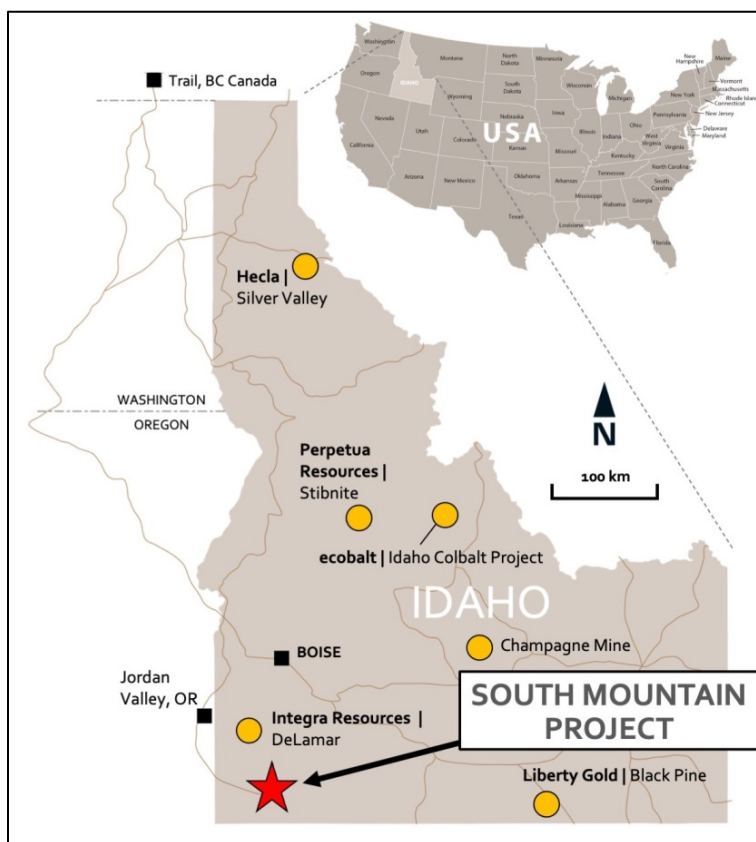 Trail, BC Canada
Washington
Oregon
California
Nevada
IDAHO
Utah
Arizona
Montane
Wyoming
Colorado
New Mexico
North
Dakota
South
Dakota
Nebraska
Kansas
Oklahoma
Texas
Minnesota
Iowa
Missouri
Arkansas
Louisiana
Wisconsin
Illinois
Michigan
Indiana
Ohio
Kentucky
Tennessee
Mississippi
Alabama
Georgia
Florida
South
Carolina
North Carolina
Virginia
West
Virginia
Pennsylvania
New York
New
Hampshire
Maine
Vermont
Massachusetts
Rhode Island
Connecticut
New Jersey
Delaware
Maryland
USA
Hecla |
Silver Valley
WASHINGTON
OREGON
N
100 km
Perpetua
Resources |
Stibnite
ecobalt | Idaho Colbalt Project
IDAHO
BOISE
Champagne Mine
Jordan
Valley, OR
SOUTH MOUNTAIN
PROJECT
Integra Resources |
DeLamar
Liberty Gold | Black Pine